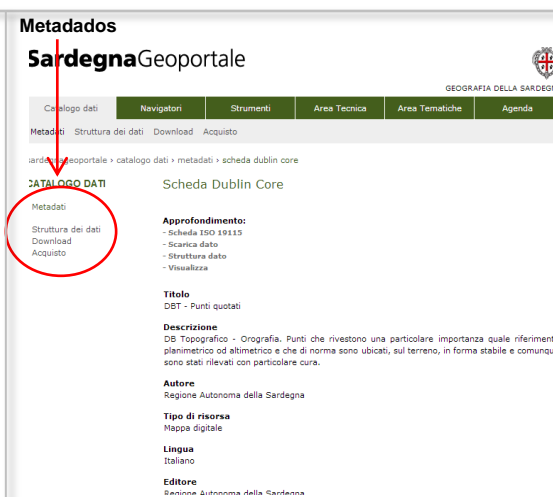 Metadados
SardegnaGeoportale
GEOGRAFIA DELLA
Catalogo dati Navigatori Strumenti Area Tecnica Area Tematiche Agenda
Metadati Struttura dei dati Download Acquisto
sardegnageoportale › catalogo dati › metadati › scheda dublin core
CATALOGO DATI
Scheda Dublin Core
Metadati
Struttura dei dati
Download
Acquisto
Approfondimento:
- Scheda ISO 19115
- Scarica dato
- Struttura dato
- Visualizza
Titolo
DBT - Punti quotati
Descrizione
DB Topografico - Orografia. Punti che rivestono una particolare importanza quale riferiment
planimetrico od altimetrico e che di norma sono ubicati, sul terreno, in forma stabile e comunqu
sono stati rilevati con particolare cura.
Autore
Regione Autonoma della Sardegna
Tipo di risorsa
Mappa digitale
Lingua
Italiano
Editore
Regione Autonoma della Sardegna